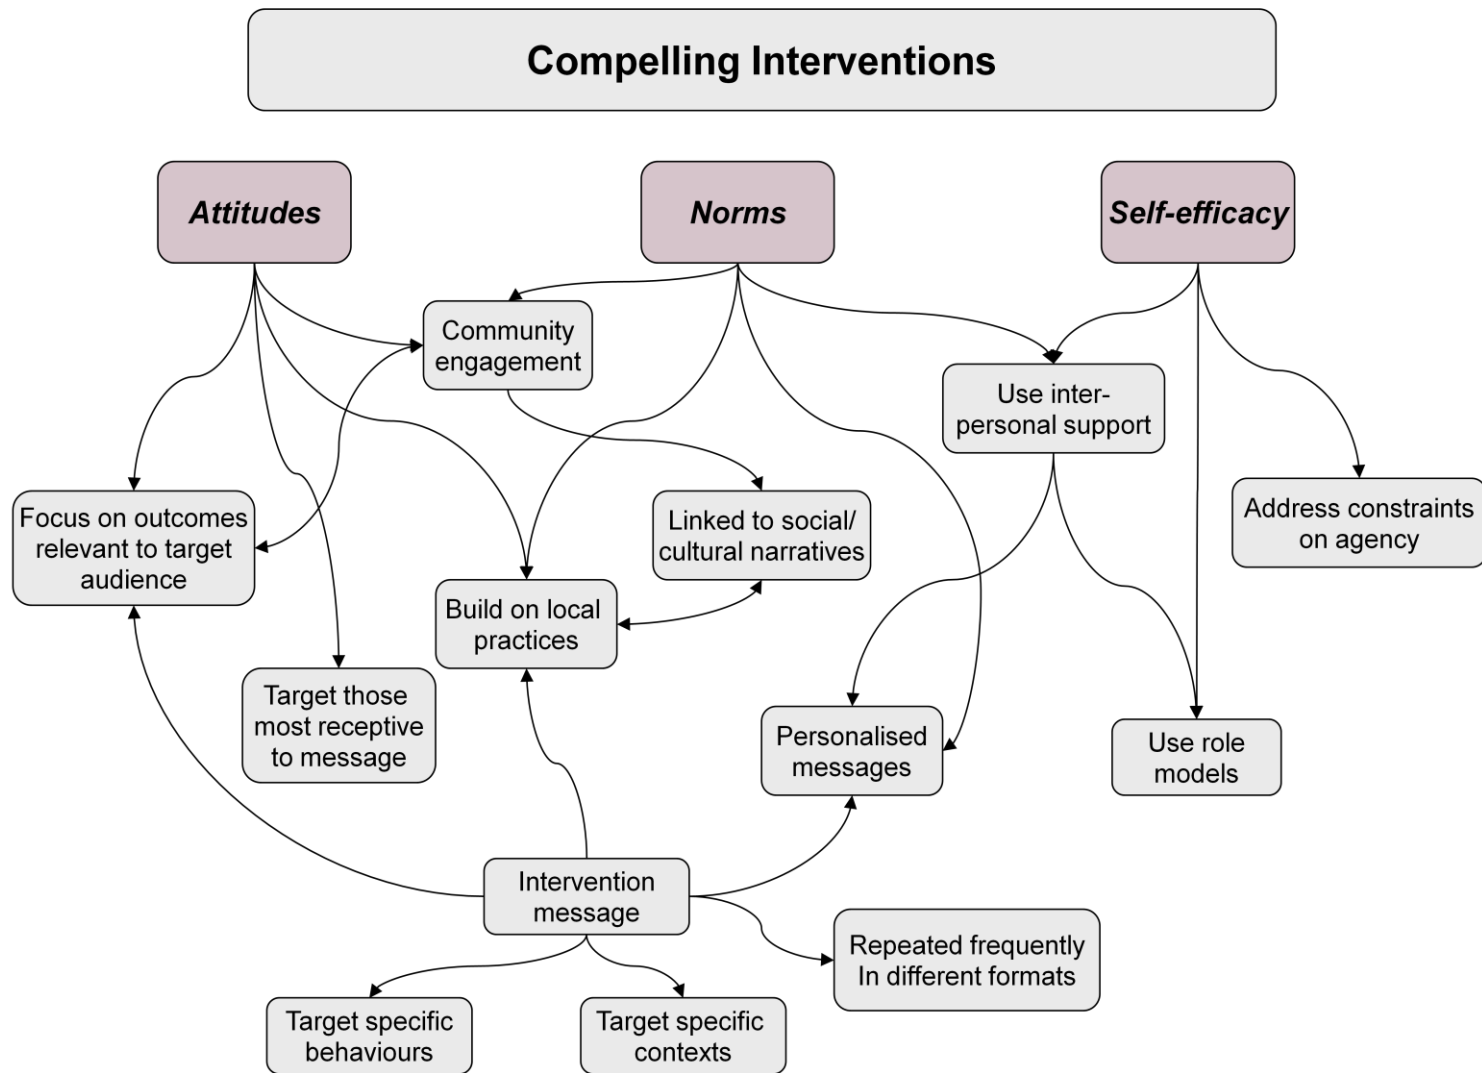 Compelling Interventions
Attitudes
Norms
Self-efficacy
Community
engagement
Use inter-
personal support
Focus on outcomes
relevant to target
audience
Linked to social/
cultural narratives
Address constraints
on agency
Build on local
practices
Target those
most receptive
to message
Personalised
messages
Use role
models
Intervention
message
Repeated frequently
In different formats
Target specific
behaviours
Target specific
contexts